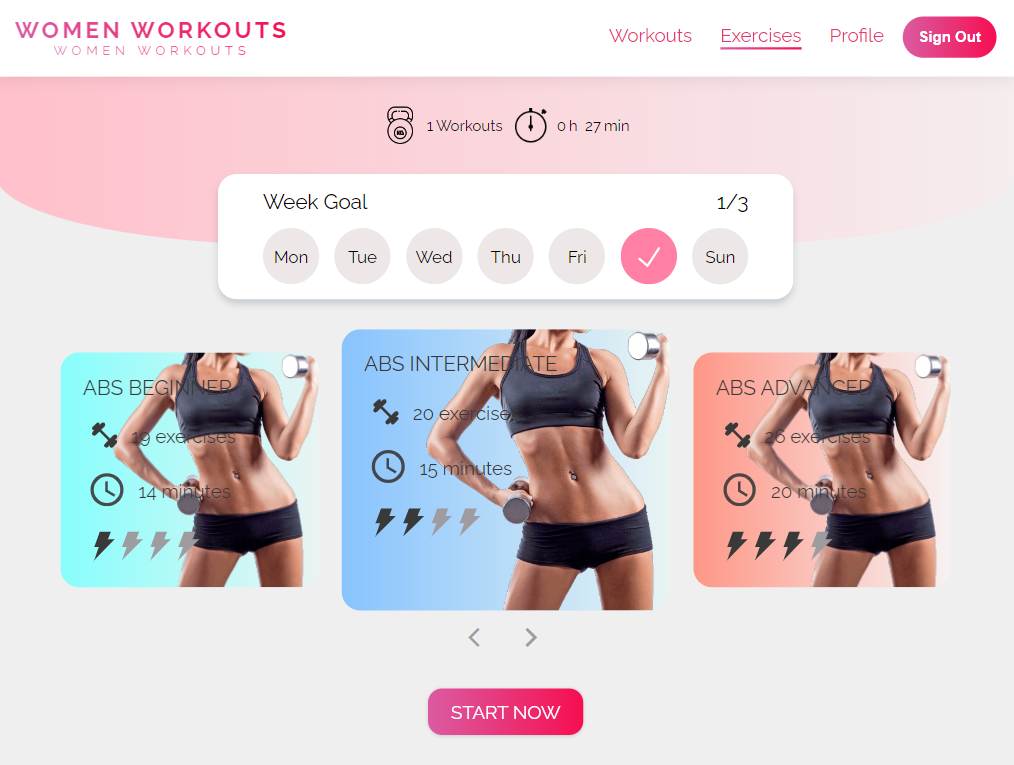 WOMEN WORKOUTS
WOMEN WORKOUTS
Workouts
Exercises
Profile
Sign Out
1 Workouts
0 h 27 min
Week Goal
1/3
Mon
Tue
Wed
Thu
Fri
Sun
ABS BEGINNER
19 exercises
14 minutes
ABS INTERMEDIATE
20 exercises
15 minutes
ABS ADVANCED
26 exercises
20 minutes
START NOW